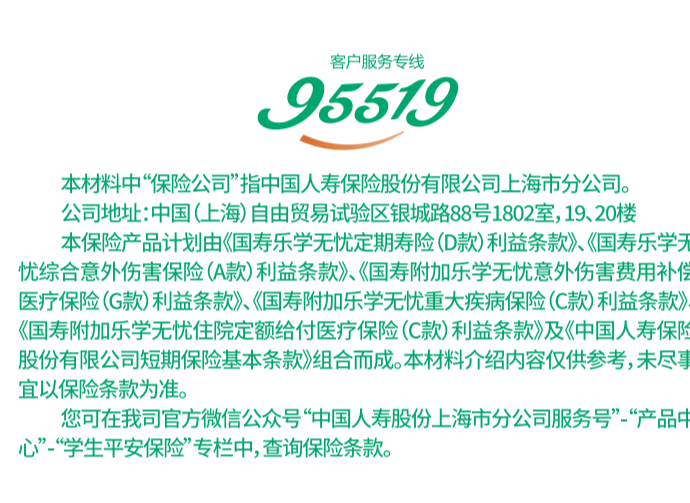 客户服务专线
95519
本材料中“保险公司”指中国人寿保险股份有限公司上海市分公司。
公司地址：中国（上海）自由贸易试验区银城路88号1802室，19、20楼
本保险产品计划由《国寿乐学无忧定期寿险（D款）利益条款》、《国寿乐学无
忧综合意外伤害保险（A款）利益条款》、《国寿附加乐学无忧意外伤害费用补偿
医疗保险（G款）利益条款》、《国寿附加乐学无忧重大疾病保险（C款）利益条款》、
《国寿附加乐学无忧住院定额给付医疗保险（C款）利益条款》及《中国人寿保险
股份有限公司短期保险基本条款》组合而成。本材料介绍内容仅供参考，未尽事
宜以保险条款为准。
您可在我司官方微信公众号“中国人寿股份上海市分公司服务号”-“产品中
心”-“学生平安保险”专栏中，查询保险条款。